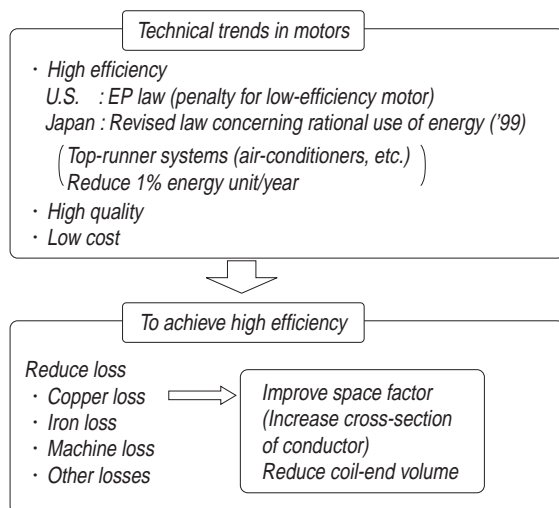 Technical trends in motors
· High efficiency
U.S. : EP law (penalty for low-efficiency motor)
Japan : Revised law concerning rational use of energy ('99)
(Top-runner systems (air-conditioners, etc.)
Reduce 1% energy unit/year)
· High quality
· Low cost
To achieve high efficiency
Reduce loss
· Copper loss
· Iron loss
· Machine loss
· Other losses
Improve space factor
(Increase cross-section
of conductor)
Reduce coil-end volume